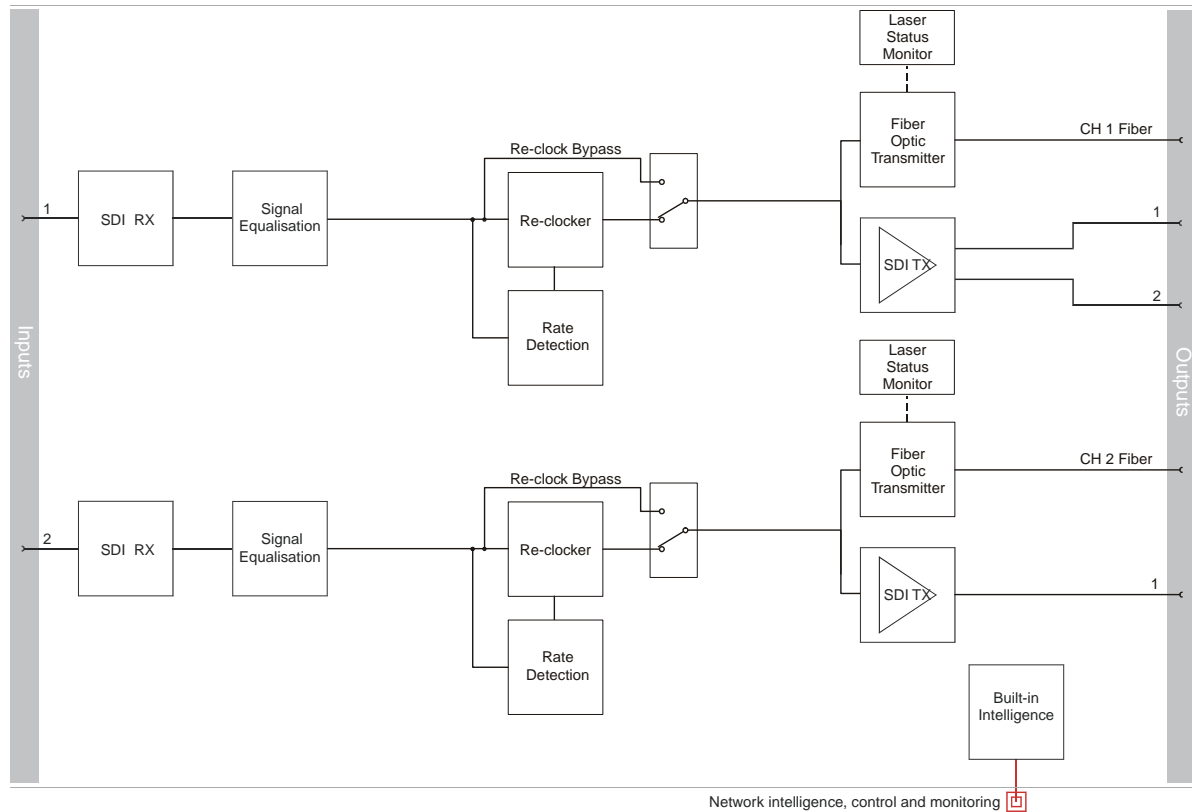 Laser
Status
Monitor
Fiber
Optic
Transmitter
CH 1 Fiber
Re-clock Bypass
1
SDI RX
Signal
Equalisation
Re-clocker
SDI TX
1
2
Rate
Detection
Inputs
Outputs
Laser
Status
Monitor
Fiber
Optic
Transmitter
CH 2 Fiber
Re-clock Bypass
2
SDI RX
Signal
Equalisation
Re-clocker
SDI TX
1
Rate
Detection
Built-in
Intelligence
Network intelligence, control and monitoring